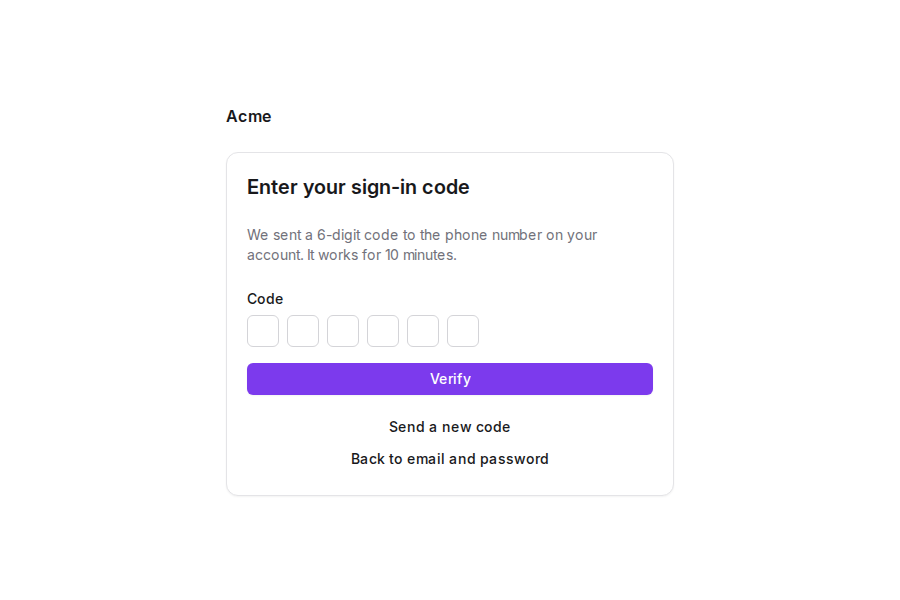 Acme
Enter your sign-in code
We sent a 6-digit code to the phone number on your
account. It works for 10 minutes.
Code
Verify
Send a new code
Back to email and password